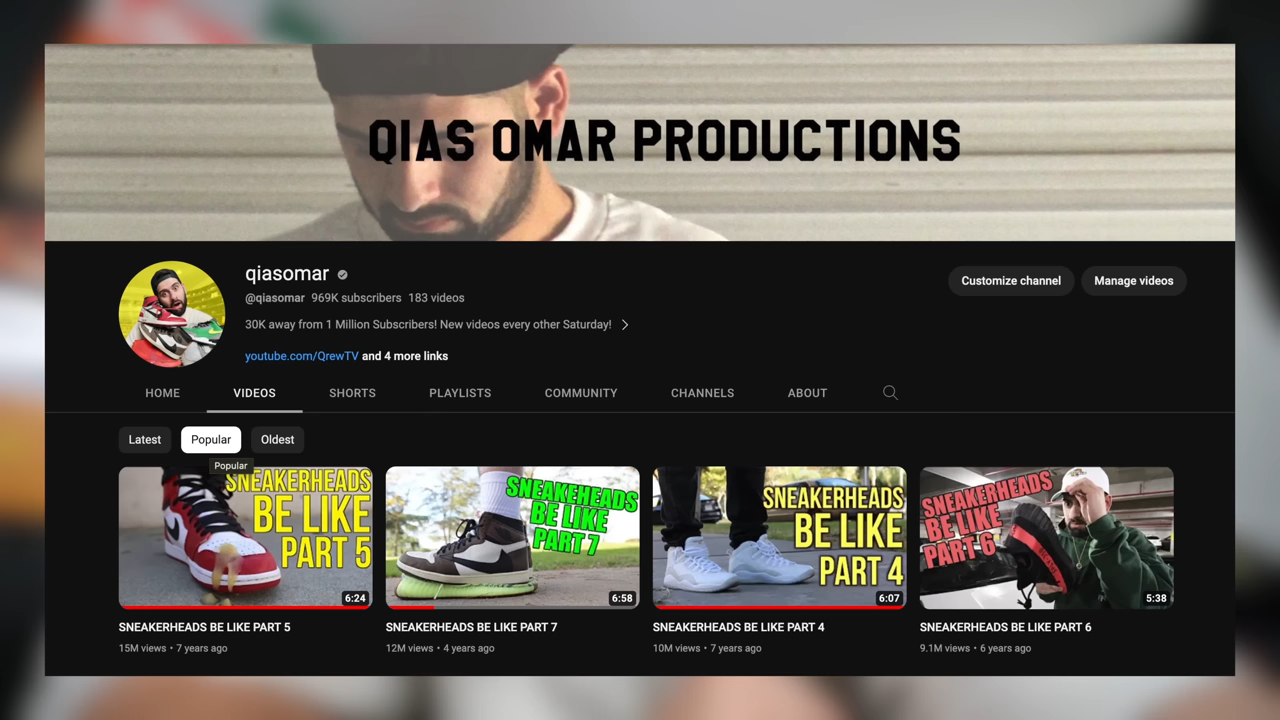 QIAS OMAR PRODUCTIONS
qiasomar
@qiasomar 969K subscribers 183 videos
30K away from 1 Million Subscribers! New videos every other Saturday!
youtube.com/QrewTV and 4 more links
Customize channel
Manage videos
HOME VIDEOS SHORTS PLAYLISTS COMMUNITY CHANNELS ABOUT
Latest Popular Oldest
Popular
SNEAKERHEADS
BE LIKE
PART 5
6:24
SNEAKEHEADS
BE LIKE
PART 7
6:58
SNEAKERHEADS
BE LIKE
PART 4
6:07
SNEAKERHEADS
BE LIKE
PART 6
5:38
SNEAKERHEADS BE LIKE PART 5
15M views • 7 years ago
SNEAKERHEADS BE LIKE PART 7
12M views • 4 years ago
SNEAKERHEADS BE LIKE PART 4
10M views • 7 years ago
SNEAKERHEADS BE LIKE PART 6
9.1M views • 6 years ago